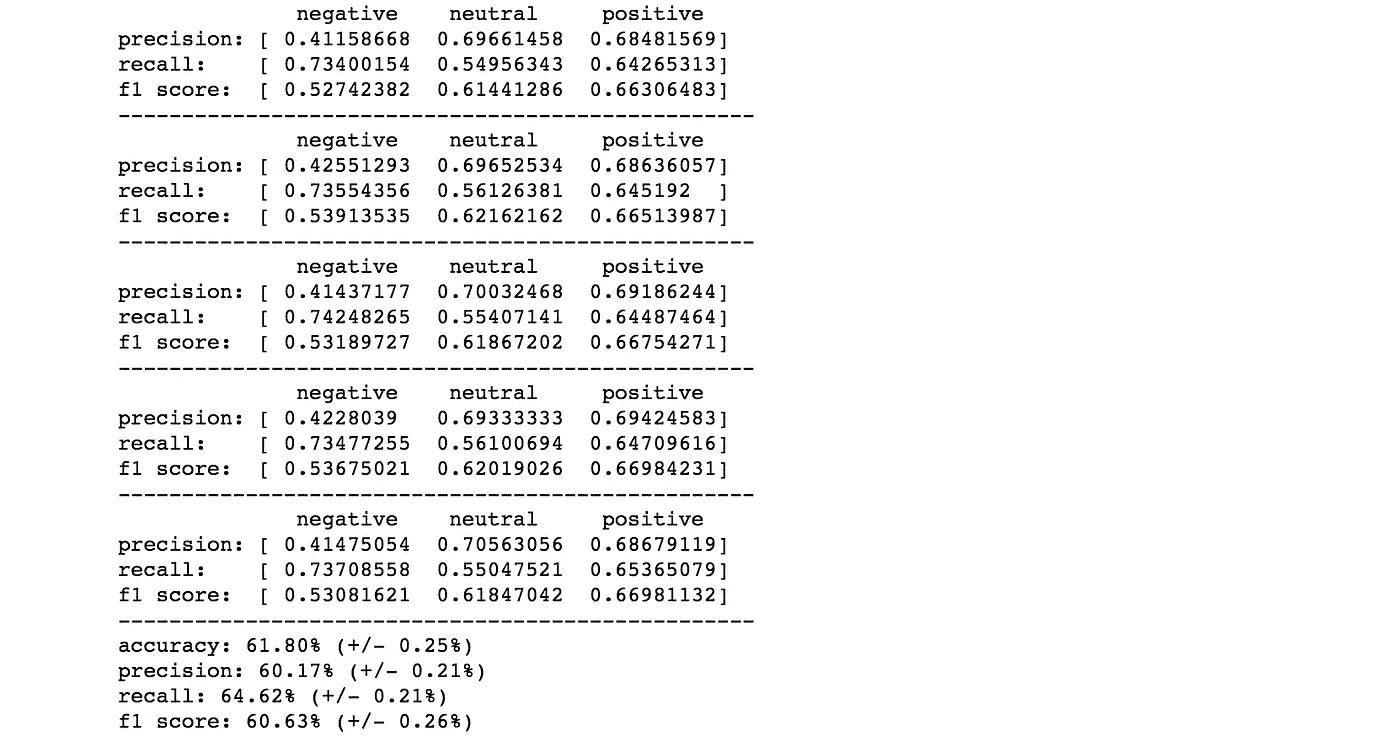 negative neutral positive
precision: [ 0.41158668 0.69661458 0.68481569]
recall: [ 0.73400154 0.54956343 0.64265313]
f1 score: [ 0.52742382 0.61441286 0.66306483]
--------------------------------------------------
negative neutral positive
precision: [ 0.42551293 0.69652534 0.68636057]
recall: [ 0.73554356 0.56126381 0.645192 ]
f1 score: [ 0.53913535 0.62162162 0.66513987]
--------------------------------------------------
negative neutral positive
precision: [ 0.41437177 0.70032468 0.69186244]
recall: [ 0.74248265 0.55407141 0.64487464]
f1 score: [ 0.53189727 0.61867202 0.66754271]
--------------------------------------------------
negative neutral positive
precision: [ 0.4228039 0.69333333 0.69424583]
recall: [ 0.73477255 0.56100694 0.64709616]
f1 score: [ 0.53675021 0.62019026 0.66984231]
--------------------------------------------------
negative neutral positive
precision: [ 0.41475054 0.70563056 0.68679119]
recall: [ 0.73708558 0.55047521 0.65365079]
f1 score: [ 0.53081621 0.61847042 0.66981132]
--------------------------------------------------
accuracy: 61.80% (+/- 0.25%)
precision: 60.17% (+/- 0.21%)
recall: 64.62% (+/- 0.21%)
f1 score: 60.63% (+/- 0.26%)